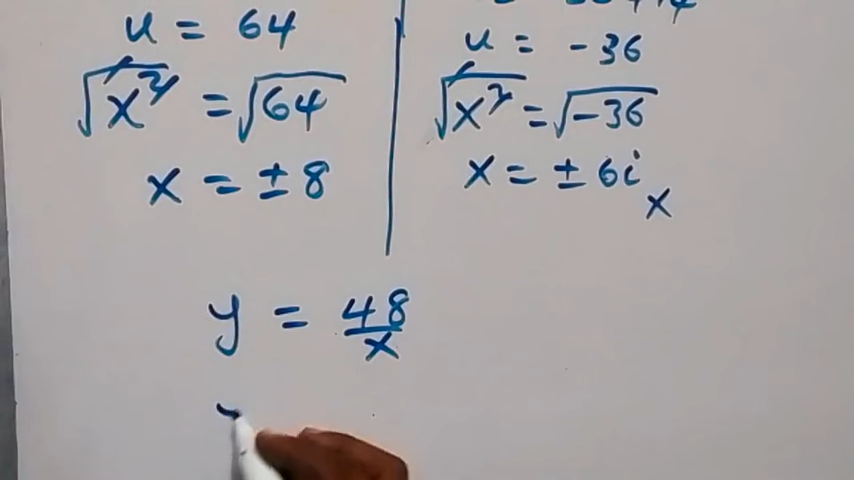 u = 64
√x² = √64
x = ±8
u = -36
√x² = √-36
x = ±6i
x
y = 48/x